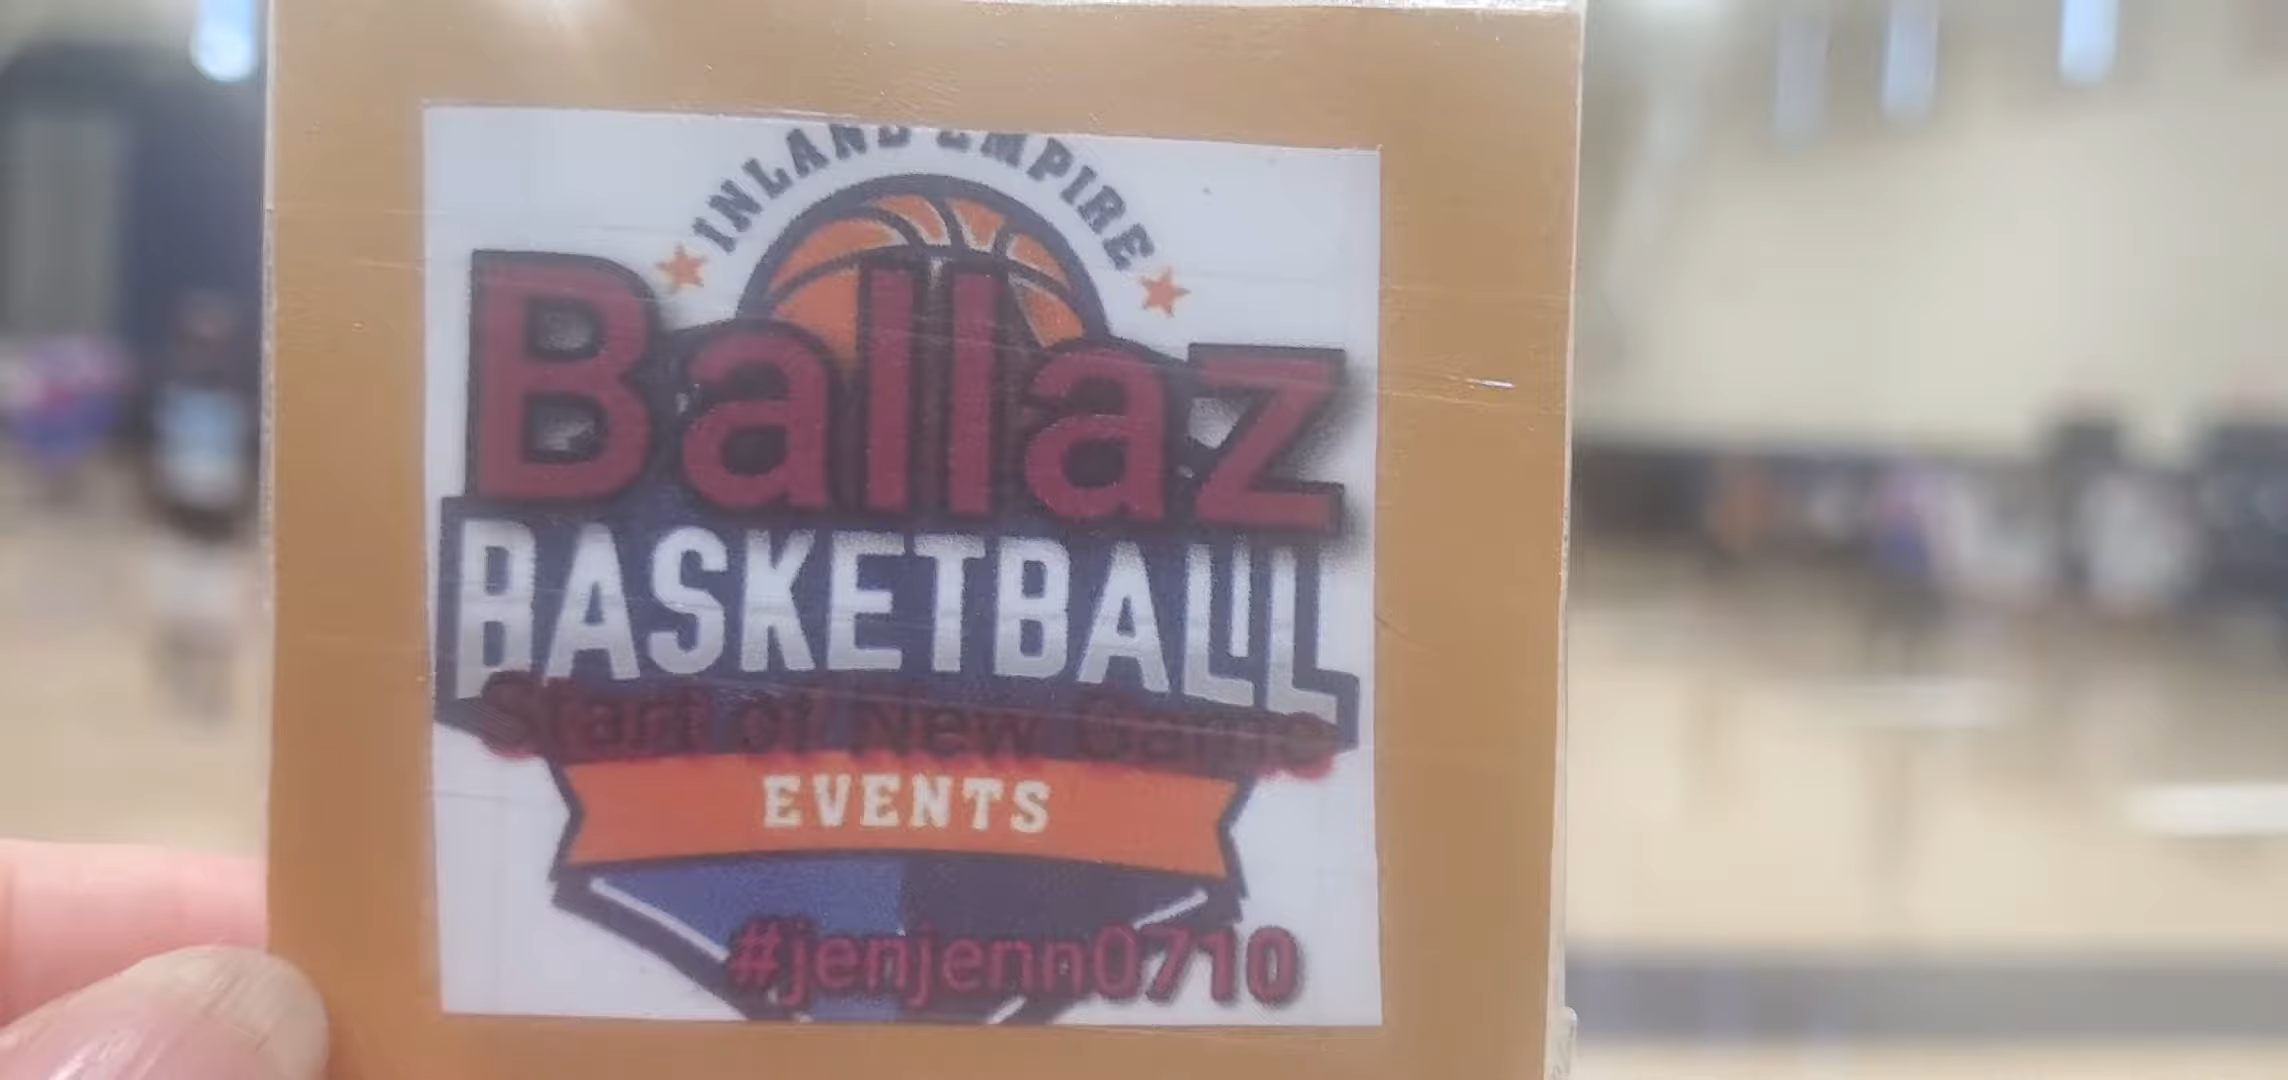 INLAND EMPIRE
Ballaz
BASKETBALL
Start of New Game
EVENTS
#jenjenn0710